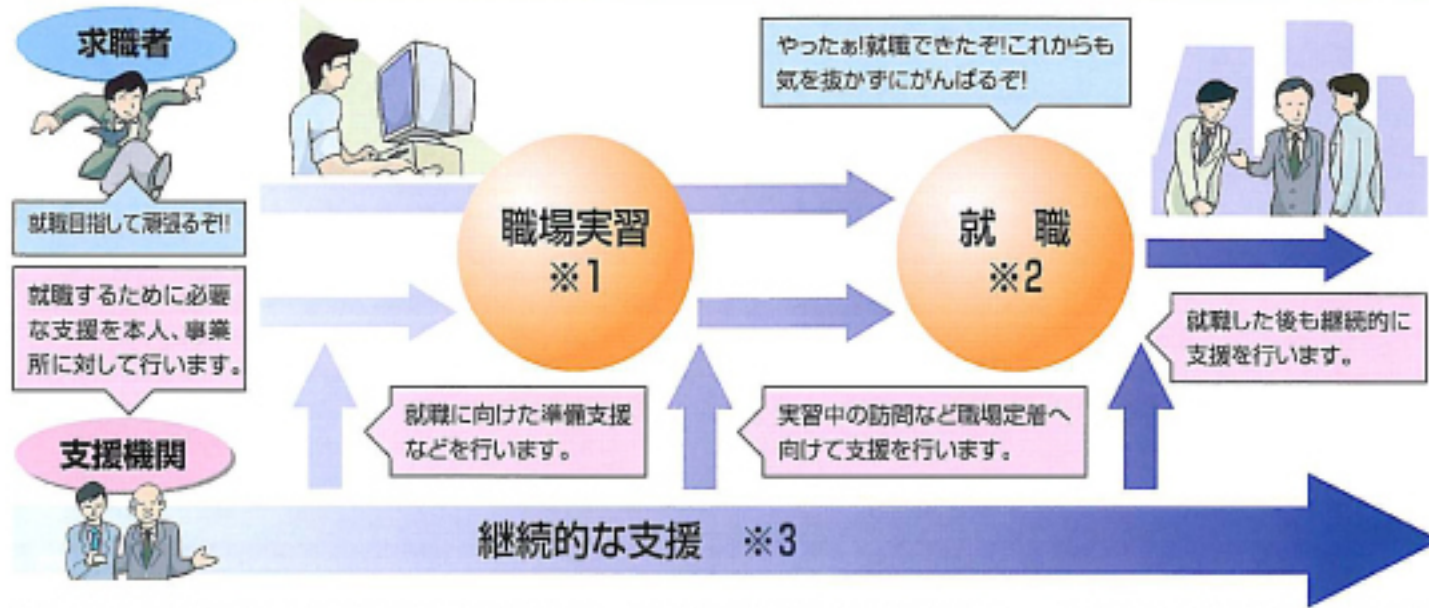 求職者
就職目指して頑張るぞ!!
就職するために必要
な支援を本人、事業
所に対して行います。
支援機関
職場実習
※1
就職に向けた準備支援
などを行います。
やったぁ!就職できたぞ!これからも
気を抜かずにがんばるぞ!
就 職
※2
実習中の訪問など職場定着へ
向けて支援を行います。
就職した後も継続的に
支援を行います。
継続的な支援 ※3